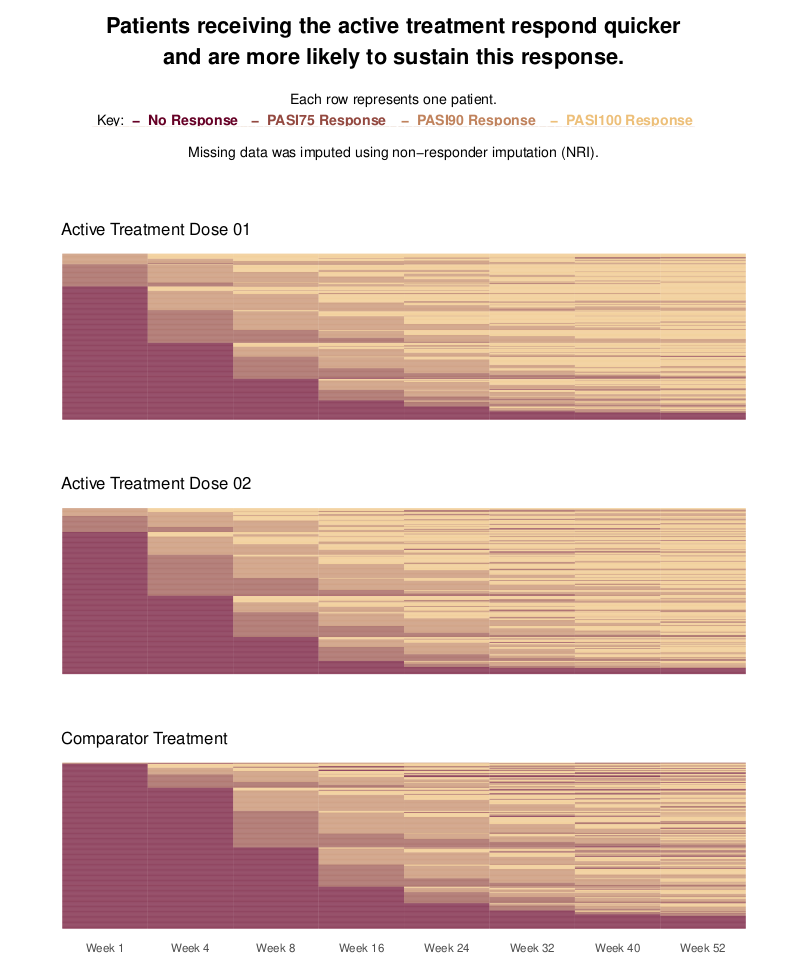 Patients receiving the active treatment respond quicker
and are more likely to sustain this response.
Each row represents one patient.
Key: – No Response – PASI75 Response – PASI90 Response – PASI100 Response
Missing data was imputed using non–responder imputation (NRI).
Active Treatment Dose 01
Active Treatment Dose 02
Comparator Treatment
Week 1 Week 4 Week 8 Week 16 Week 24 Week 32 Week 40 Week 52